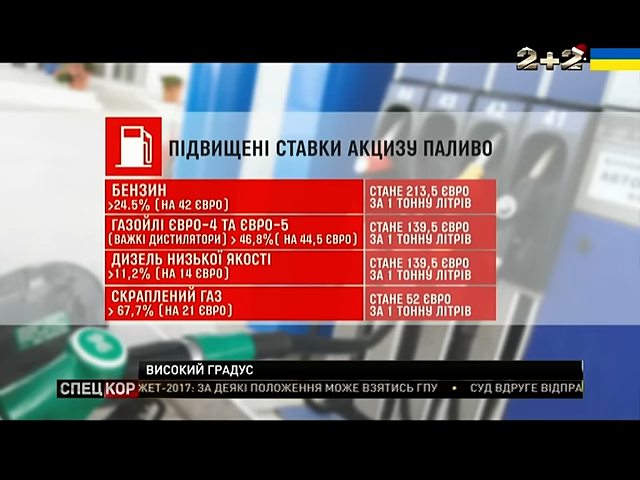 2+2
ПІДВИЩЕНІ СТАВКИ АКЦИЗУ ПАЛИВО
БЕНЗИН
>24.5% (НА 42 ЄВРО)
СТАНЕ 213,5 ЄВРО
ЗА 1 ТОННУ ЛІТРІВ
ГАЗОЙЛІ ЄВРО-4 ТА ЄВРО-5
(ВАЖКІ ДИСТИЛЯТОРИ) > 46,8%( НА 44,5 ЄВРО)
СТАНЕ 139,5 ЄВРО
ЗА 1 ТОННУ ЛІТРІВ
ДИЗЕЛЬ НИЗЬКОЇ ЯКОСТІ
>11,2% (НА 14 ЄВРО)
СТАНЕ 139,5 ЄВРО
ЗА 1 ТОННУ ЛІТРІВ
СКРАПЛЕНИЙ ГАЗ
> 67,7% (НА 21 ЄВРО)
СТАНЕ 52 ЄВРО
ЗА 1 ТОННУ ЛІТРІВ
ВИСОКИЙ ГРАДУС
СПЕЦКОР
ЖЕТ-2017: ЗА ДЕЯКІ ПОЛОЖЕННЯ МОЖЕ ВЗЯТИСЬ ГПУ • СУД ВДРУГЕ ВІДПРА